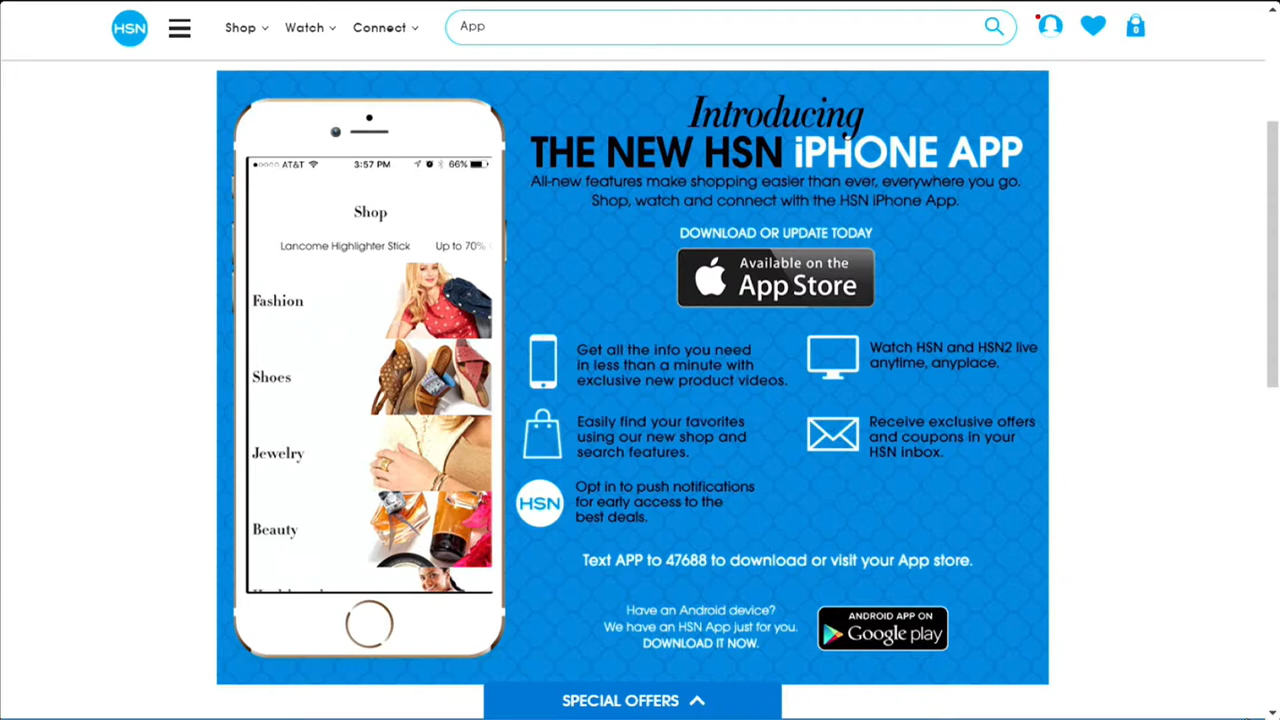 HSN
Shop
Watch
Connect
App
0
AT&T
3:57 PM
66%
Shop
Lancome Highlighter Stick
Up to 70%
Fashion
Shoes
Jewelry
Beauty
Introducing
THE NEW HSN iPHONE APP
All-new features make shopping easier than ever, everywhere you go.
Shop, watch and connect with the HSN iPhone App.
DOWNLOAD OR UPDATE TODAY
Available on the
App Store
Get all the info you need
in less than a minute with
exclusive new product videos.
Watch HSN and HSN2 live
anytime, anyplace.
Easily find your favorites
using our new shop and
search features.
Receive exclusive offers
and coupons in your
HSN inbox.
HSN
Opt in to push notifications
for early access to the
best deals.
Text APP to 47688 to download or visit your App store.
Have an Android device?
We have an HSN App just for you.
DOWNLOAD IT NOW.
ANDROID APP ON
Google play
SPECIAL OFFERS